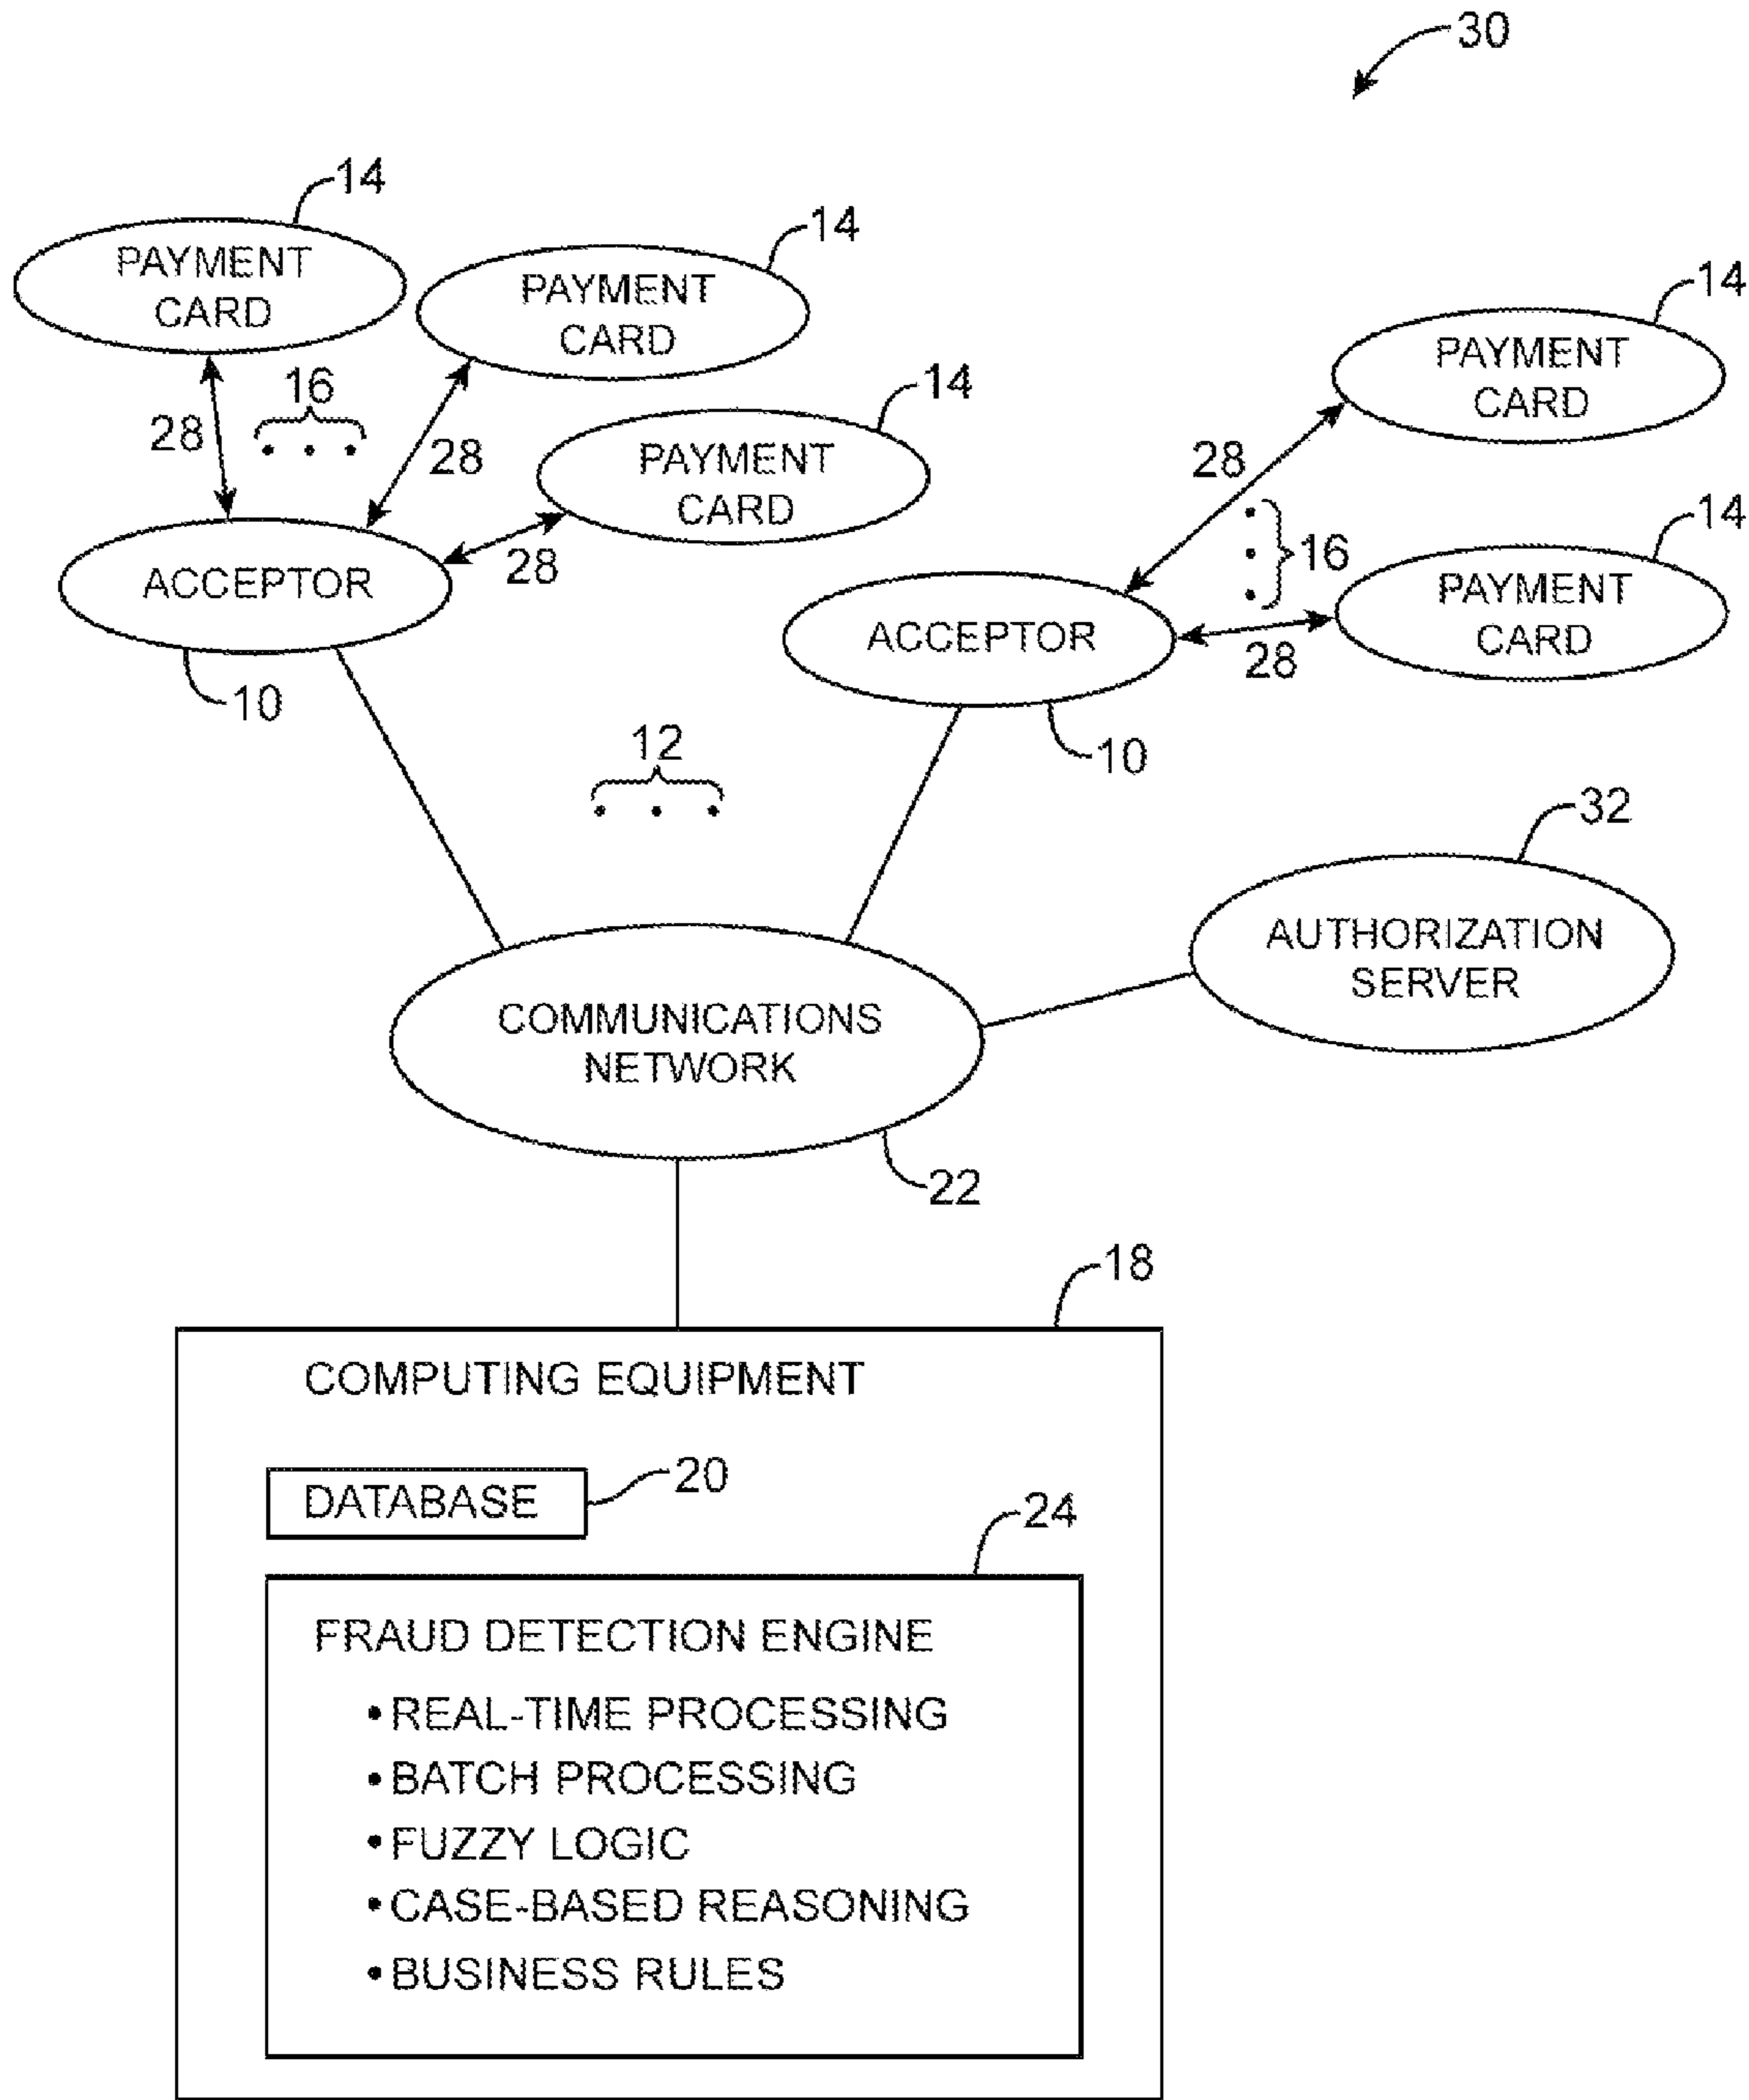 30
14
PAYMENT
CARD
14
PAYMENT
CARD
14
PAYMENT
CARD
16
28
28
14
PAYMENT
CARD
28
28
ACCEPTOR
10
16
14
PAYMENT
CARD
ACCEPTOR
28
10
12
32
AUTHORIZATION
SERVER
COMMUNICATIONS
NETWORK
22
18
COMPUTING EQUIPMENT
DATABASE
20
24
FRAUD DETECTION ENGINE
• REAL-TIME PROCESSING
• BATCH PROCESSING
• FUZZY LOGIC
• CASE-BASED REASONING
• BUSINESS RULES